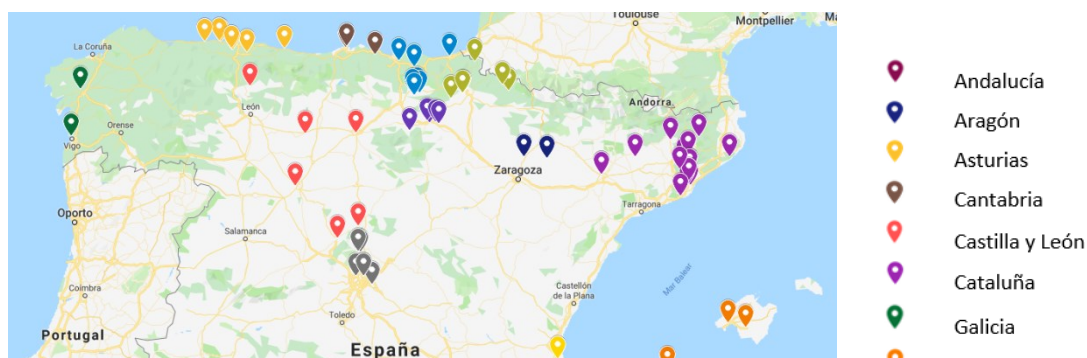 Toulouse
Montpellier
La Coruña
León
Orense
Vigo
Andorra
Zaragoza
Oporto
Salamanca
Tarragona
Coimbra
Castellón
de la Plana
Mar Balear
Toledo
Portugal
España
Andalucía
Aragón
Asturias
Cantabria
Castilla y León
Cataluña
Galicia